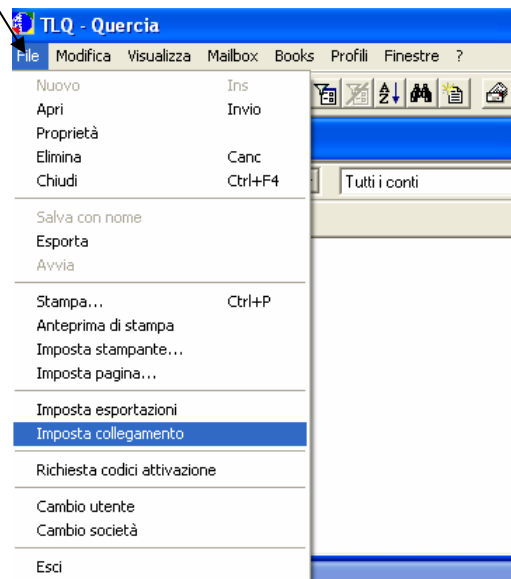 TLQ - Quercia
File Modifica Visualizza Mailbox Books Profili Finestre ?
Nuovo Ins
Apri Invio
Proprietà
Elimina Canc
Chiudi Ctrl+F4
Tutti i conti
Salva con nome
Esporta
Avvia
Stampa... Ctrl+P
Anteprima di stampa
Imposta stampante...
Imposta pagina...
Imposta esportazioni
Imposta collegamento
Richiesta codici attivazione
Cambio utente
Cambio società
Esci